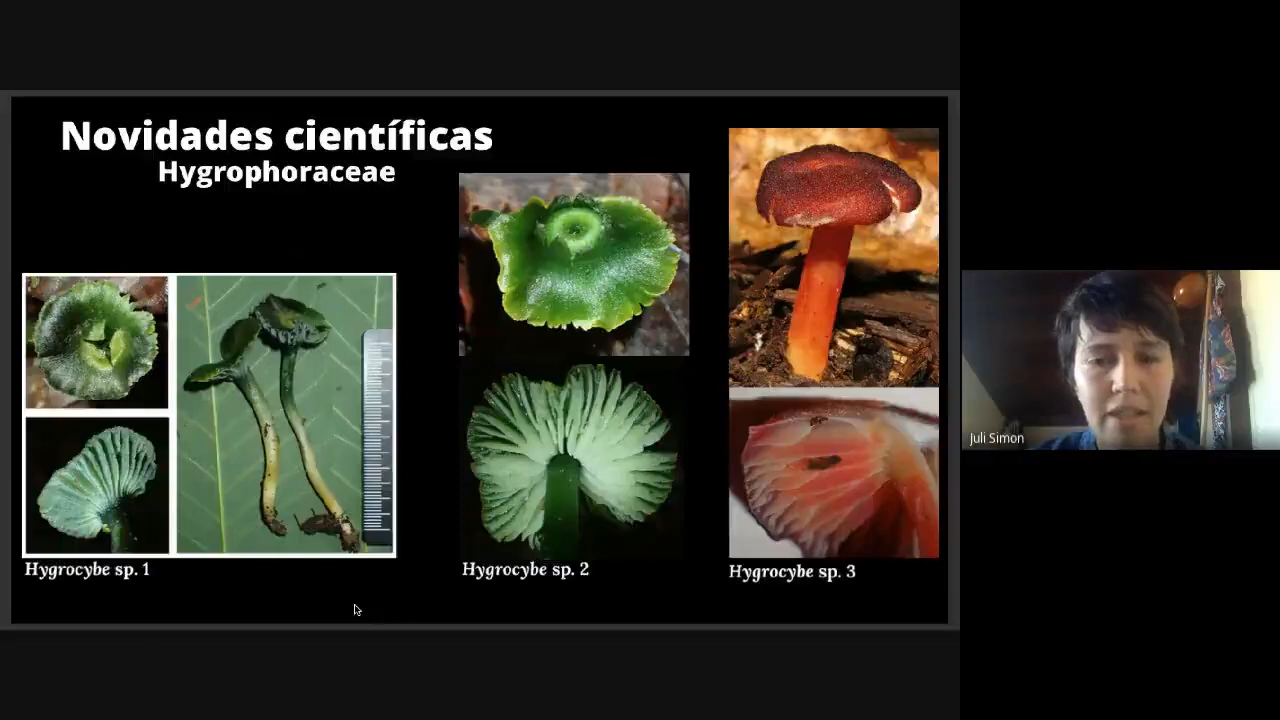 Novidades científicas
Hygrophoraceae
Hygrocybe sp. 1
Hygrocybe sp. 2
Hygrocybe sp. 3
Juli Simon